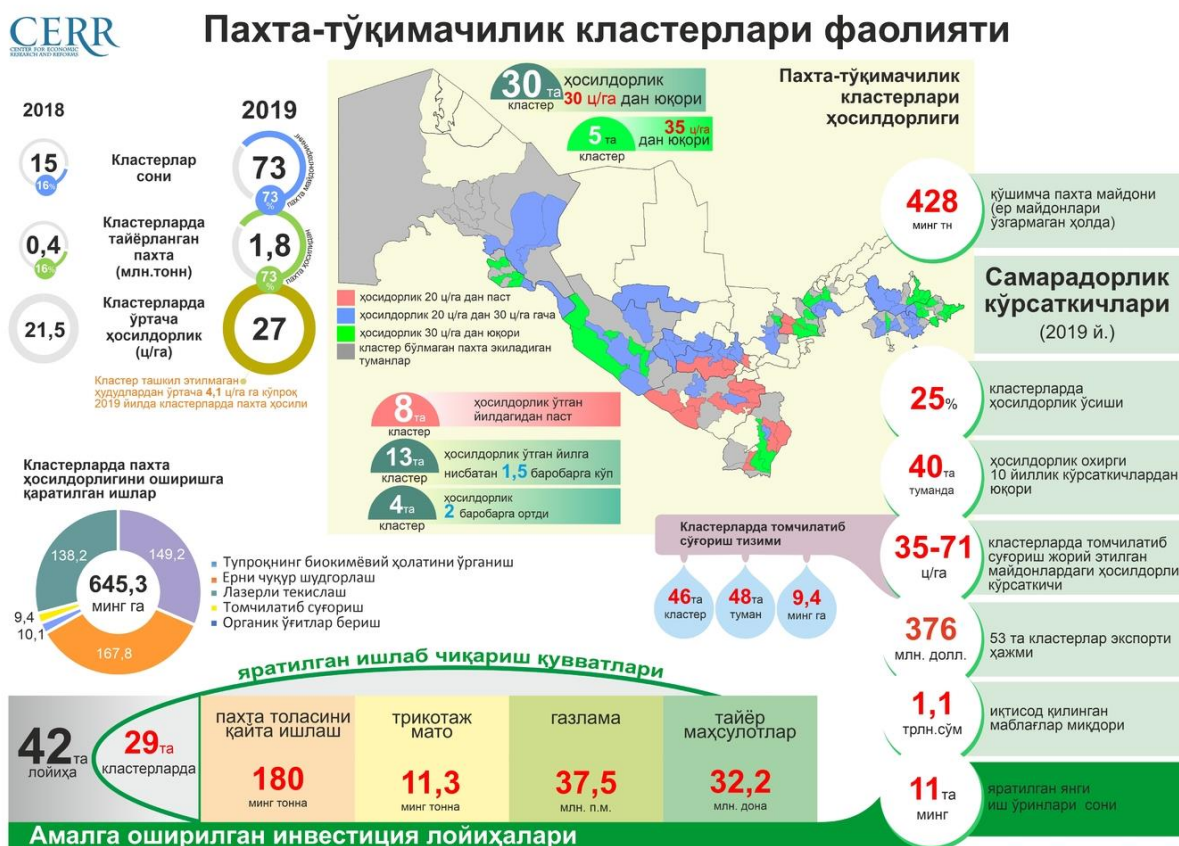 CERR
CENTER FOR ECONOMIC
RESEARCH AND REFORMS
Пахта-тўқимачилик кластерлари фаолияти
2018
2019
15
16%
Кластерлар
сони
73
73
%
пахта майдонларининг
0,4
16%
Кластерларда
тайёрланган
пахта
(млн.тонн)
1,8
73
%
пахта ҳосилидан
21,5
Кластерларда
ўртача
ҳосилдорлик
(ц/га)
27
Кластер ташкил этилмаган
ҳудудлардан ўртача 4,1 ц/га га кўпроқ
2019 йилда кластерларда пахта ҳосили
30 та
кластер
ҳосилдорлик
30 ц/га дан юқори
5 та
кластер
35 ц/га
дан юқори
Пахта-тўқимачилик
кластерлари
ҳосилдорлиги
ҳосидорлик 20 ц/га дан паст
ҳосилдорлик 20 ц/га дан 30 ц/га гача
ҳосидорлик 30 ц/га дан юқори
кластер бўлмаган пахта экиладиган
туманлар
8 та
кластер
ҳосилдорлик ўтган
йилдагидан паст
13 та
кластер
ҳосилдорлик ўтган йилга
нисбатан 1,5 баробарга кўп
4 та
кластер
ҳосилдорлик
2 баробарга ортди
428
минг тн
қўшимча пахта майдони
(ер майдонлари
ўзгармаган ҳолда)
Самарадорлик
кўрсаткичлари
(2019 й.)
25%
кластерларда
ҳосилдорлик ўсиши
40 та
туманда
ҳосилдорлик охирги
10 йиллик кўрсаткичлардан
юқори
35-71
ц/га
кластерларда томчилатиб
суғориш жорий этилган
майдонлардаги ҳосилдорли
кўрсаткичи
376
млн. долл.
53 та кластерлар экспорти
ҳажми
1,1
трлн.сўм
иқтисод қилинган
маблағлар миқдори
11 та
минг
яратилган янги
иш ўринлари сони
Кластерларда томчилатиб
сўғориш тизими
46 та
кластер
48 та
туман
9,4
минг га
Кластерларда пахта
ҳосилдорлигини оширишга
қаратилган ишлар
138,2
149,2
645,3
минг га
9,4
10,1
167,8
Тупроқнинг биокимёвий ҳолатини ўрганиш
Ерни чуқур шудгорлаш
Лазерли текислаш
Томчилатиб суғориш
Органик ўғитлар бериш
яратилган ишлаб чиқариш қувватлари
42 та
лойиҳа
29 та
кластерларда
пахта толасини
қайта ишлаш
180
минг тонна
трикотаж
мато
11,3
минг тонна
газлама
37,5
млн. п.м.
тайёр
маҳсулотлар
32,2
млн. дона
Амалга оширилган инвестиция лойиҳалари